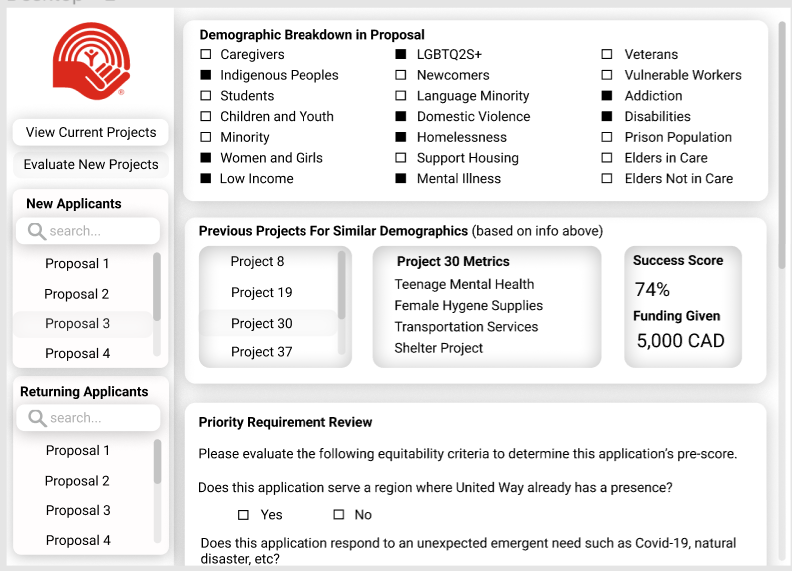 View Current Projects
Evaluate New Projects
New Applicants
search...
Proposal 1
Proposal 2
Proposal 3
Proposal 4
Returning Applicants
search...
Proposal 1
Proposal 2
Proposal 3
Proposal 4
Demographic Breakdown in Proposal
Caregivers
Indigenous Peoples
Students
Children and Youth
Minority
Women and Girls
Low Income
LGBTQ2S+
Newcomers
Language Minority
Domestic Violence
Homelessness
Support Housing
Mental Illness
Veterans
Vulnerable Workers
Addiction
Disabilities
Prison Population
Elders in Care
Elders Not in Care
Previous Projects For Similar Demographics (based on info above)
Project 8
Project 19
Project 30
Project 37
Project 30 Metrics
Teenage Mental Health
Female Hygene Supplies
Transportation Services
Shelter Project
Success Score
74%
Funding Given
5,000 CAD
Priority Requirement Review
Please evaluate the following equitability criteria to determine this application's pre-score.
Does this application serve a region where United Way already has a presence?
Yes No
Does this application respond to an unexpected emergent need such as Covid-19, natural
disaster, etc?